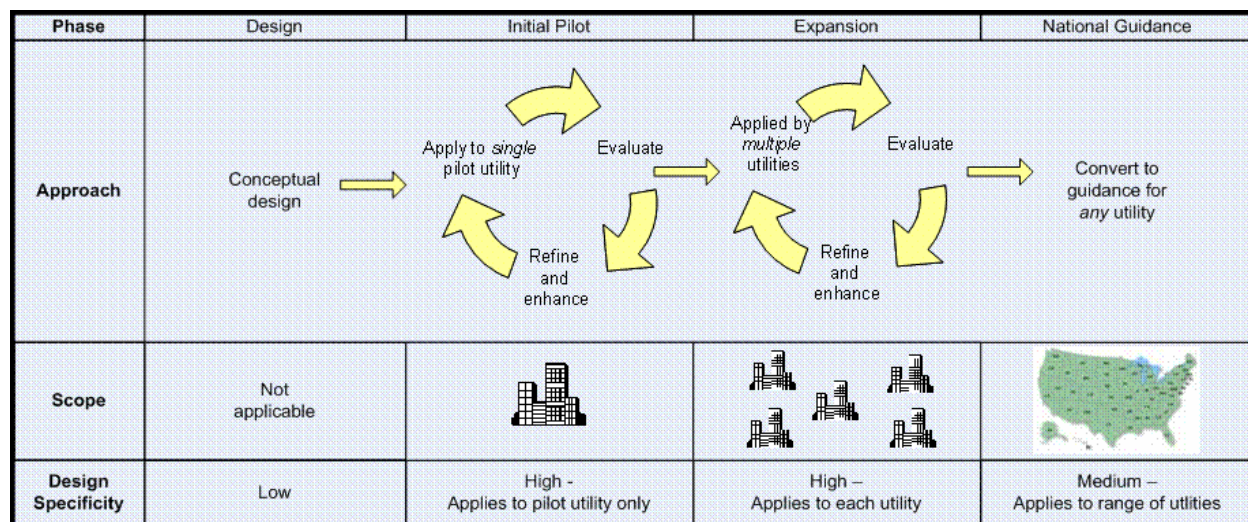 Phase
Design
Initial Pilot
Expansion
National Guidance
Approach
Conceptual
design
Apply to single
pilot utility
Evaluate
Refine
and
enhance
Applied by
multiple
utilities
Evaluate
Refine
and
enhance
Convert to
guidance for
any utility
Scope
Not
applicable
Design
Specificity
Low
High -
Applies to pilot utility only
High –
Applies to each utility
Medium –
Applies to range of utlities